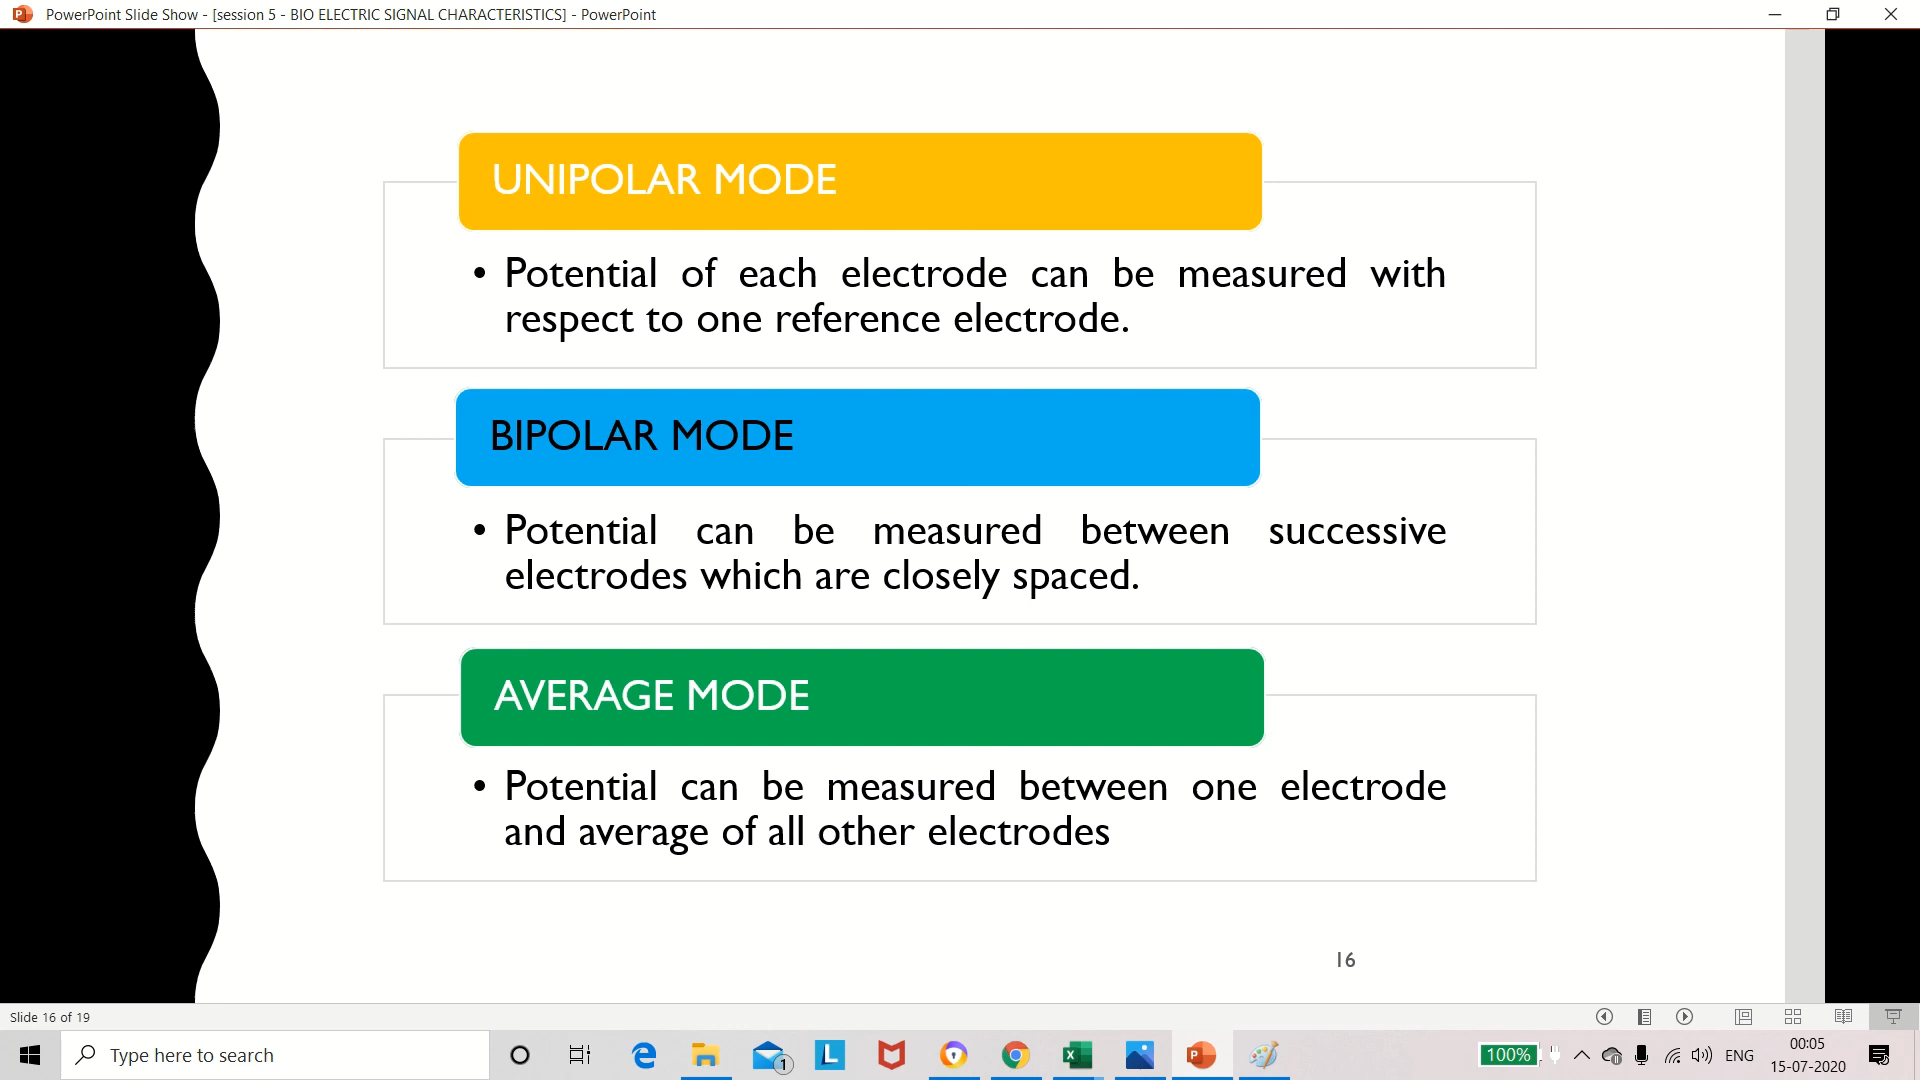 PowerPoint Slide Show - [session 5 - BIO ELECTRIC SIGNAL CHARACTERISTICS] - PowerPoint
UNIPOLAR MODE
• Potential of each electrode can be measured with
respect to one reference electrode.
BIPOLAR MODE
• Potential can be measured between successive
electrodes which are closely spaced.
AVERAGE MODE
• Potential can be measured between one electrode
and average of all other electrodes
16
Slide 16 of 19
Type here to search
1
L
100%
ENG
00:05
15-07-2020